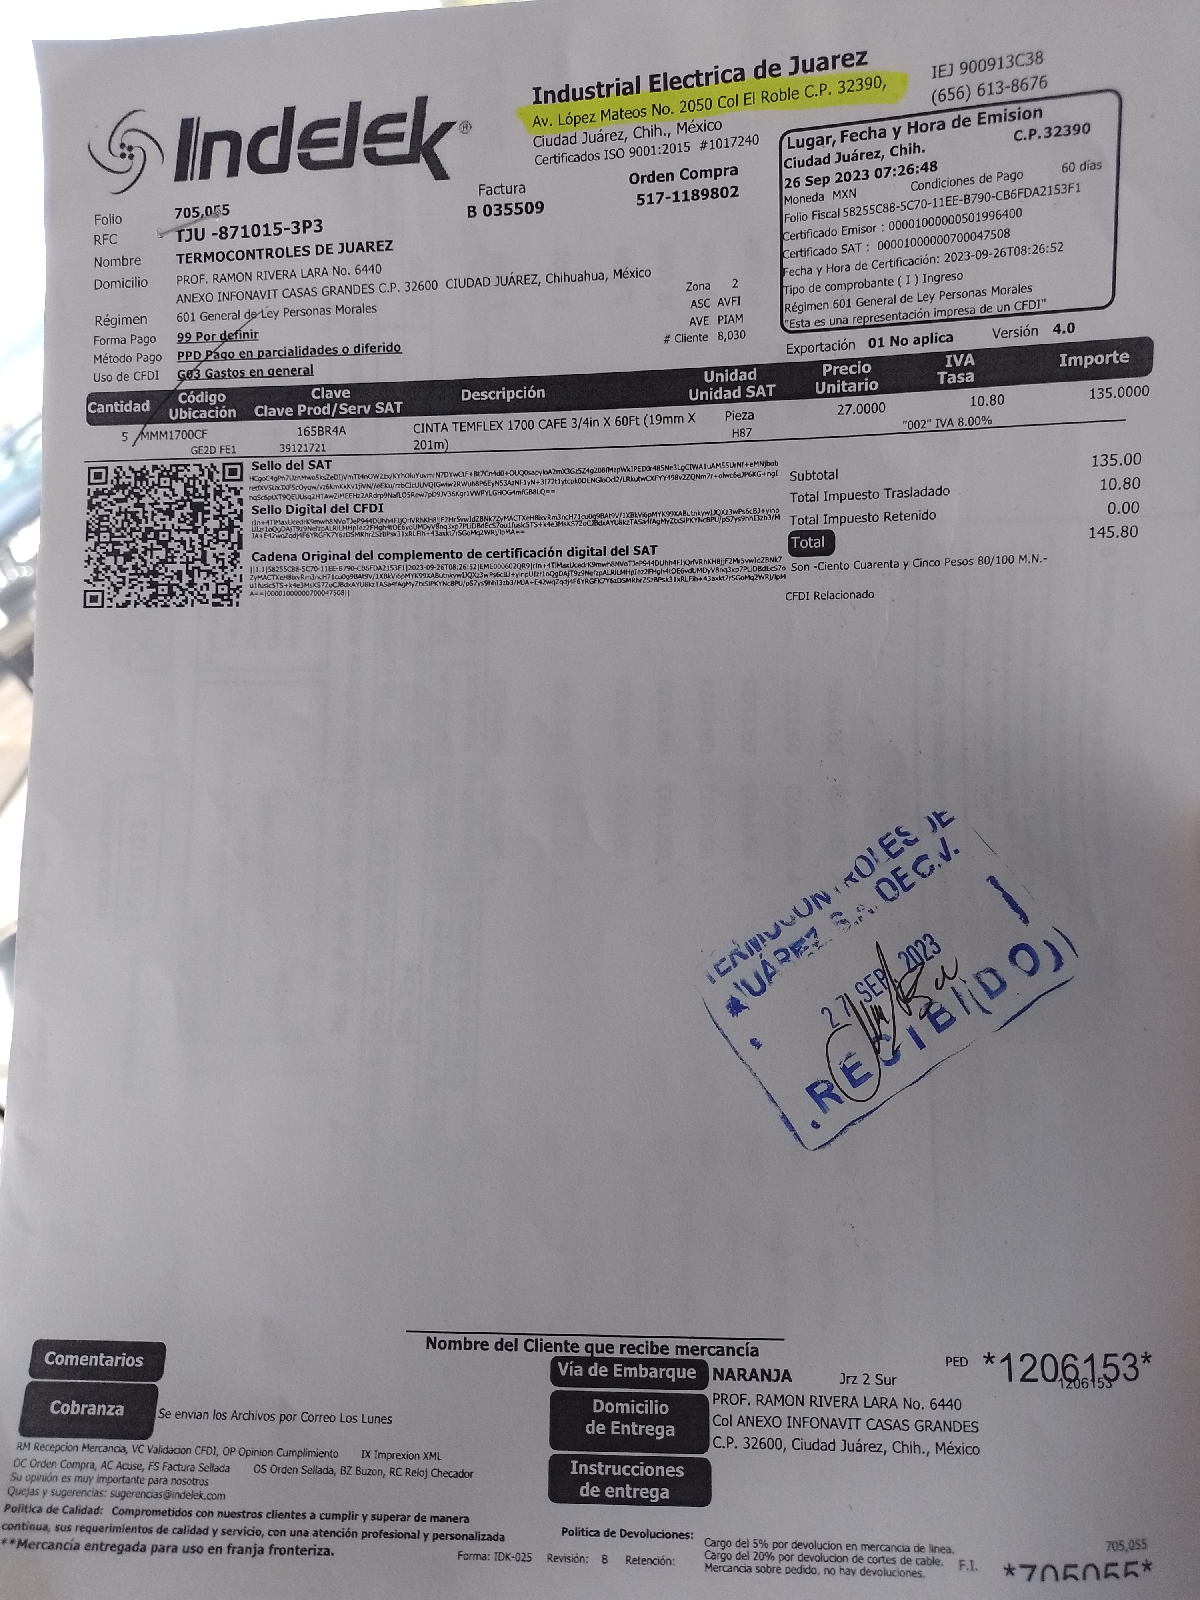 Indelek®
Industrial Electrica de Juarez
Av. López Mateos No. 2050 Col El Roble C.P. 32390,
Ciudad Juárez, Chih., México
Certificados ISO 9001:2015 #1017240
IEJ 900913C38
(656) 613-8676
Factura
B 035509
Orden Compra
517-1189802
Lugar, Fecha y Hora de Emision
Ciudad Juárez, Chih. C.P.32390
26 Sep 2023 07:26:48
Moneda MXN Condiciones de Pago 60 días
Folio Fiscal 58255C88-5C70-11EE-B790-CB6FDA2153F1
Certificado Emisor : 00001000000501996400
Certificado SAT : 00001000000700047508
Fecha y Hora de Certificación: 2023-09-26T08:26:52
Tipo de comprobante ( I ) Ingreso
Régimen 601 General de Ley Personas Morales
"Esta es una representación impresa de un CFDI"
Folio 705,055
RFC TJU -871015-3P3
Nombre TERMOCONTROLES DE JUAREZ
Domicilio PROF. RAMON RIVERA LARA No. 6440
ANEXO INFONAVIT CASAS GRANDES C.P. 32600 CIUDAD JUÁREZ, Chihuahua, México
Régimen 601 General de Ley Personas Morales
Forma Pago 99 Por definir
Método Pago PPD Pago en parcialidades o diferido
Uso de CFDI G03 Gastos en general
Zona 2
ASC AVFI
AVE PIAM
# Cliente 8,030
Exportación 01 No aplica Versión 4.0
Cantidad Código Ubicación Clave Clave Prod/Serv SAT Descripción Unidad Unidad SAT Precio Unitario IVA Tasa Importe
5 MMM1700CF 165BR4A CINTA TEMFLEX 1700 CAFE 3/4in X 60Ft (19mm X Pieza 27.0000 10.80 135.0000
GE2D FE1 39121721 201m) H87 "002" IVA 8.00%
Sello del SAT
Sello Digital del CFDI
Cadena Original del complemento de certificación digital del SAT
Subtotal 135.00
Total Impuesto Trasladado 10.80
Total Impuesto Retenido 0.00
Total 145.80
Son -Ciento Cuarenta y Cinco Pesos 80/100 M.N.-
CFDI Relacionado
TERMOCONTROLES DE
JUÁREZ S.A. DE C.V.
27 SEP 2023
RECIBIDO
Nombre del Cliente que recibe mercancía
Comentarios
Cobranza Se envian los Archivos por Correo Los Lunes
Vía de Embarque NARANJA Jrz 2 Sur
PED *1206153*
1206153
Domicilio de Entrega
PROF. RAMON RIVERA LARA No. 6440
Col ANEXO INFONAVIT CASAS GRANDES
C.P. 32600, Ciudad Juárez, Chih., México
Instrucciones de entrega
RM Recepcion Mercancia, VC Validacion CFDI, OP Opinion Cumplimiento IX Imprexion XML
OC Orden Compra, AC Acuse, FS Factura Sellada OS Orden Sellada, BZ Buzon, RC Reloj Checador
Su opinión es muy importante para nosotros
Quejas y sugerencias: sugerencias@indelek.com
Politica de Calidad: Comprometidos con nuestros clientes a cumplir y superar de manera
continua, sus requerimientos de calidad y servicio, con una atención profesional y personalizada
**Mercancía entregada para uso en franja fronteriza.
Forma: IDK-025 Revisión: B Retención:
Politica de Devoluciones:
Cargo del 5% por devolucion en mercancia de linea.
Cargo del 20% por devolucion de cortes de cable.
Mercancia sobre pedido, no hay devoluciones.
F.I.
705,055
*705055*